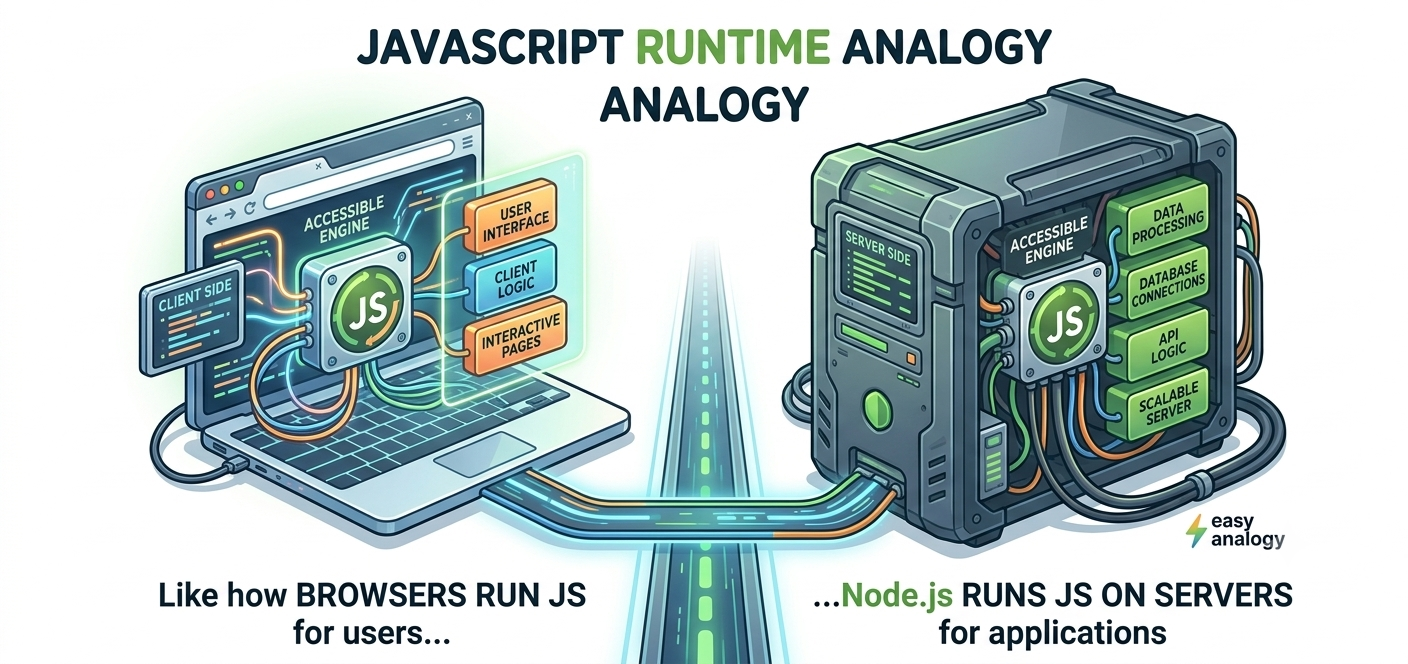 JAVASCRIPT RUNTIME ANALOGY
ANALOGY
ACCESSIBLE
ENGINE
CLIENT SIDE
JS
USER
INTERFACE
CLIENT
LOGIC
INTERACTIVE
PAGES
SERVER SIDE
ACCESSIBLE
ENGINE
JS
DATA
PROCESSING
DATABASE
CONNECTIONS
API
LOGIC
SCALABLE
SERVER
easy
analogy
Like how BROWSERS RUN JS
for users...
...Node.js RUNS JS ON SERVERS
for applications